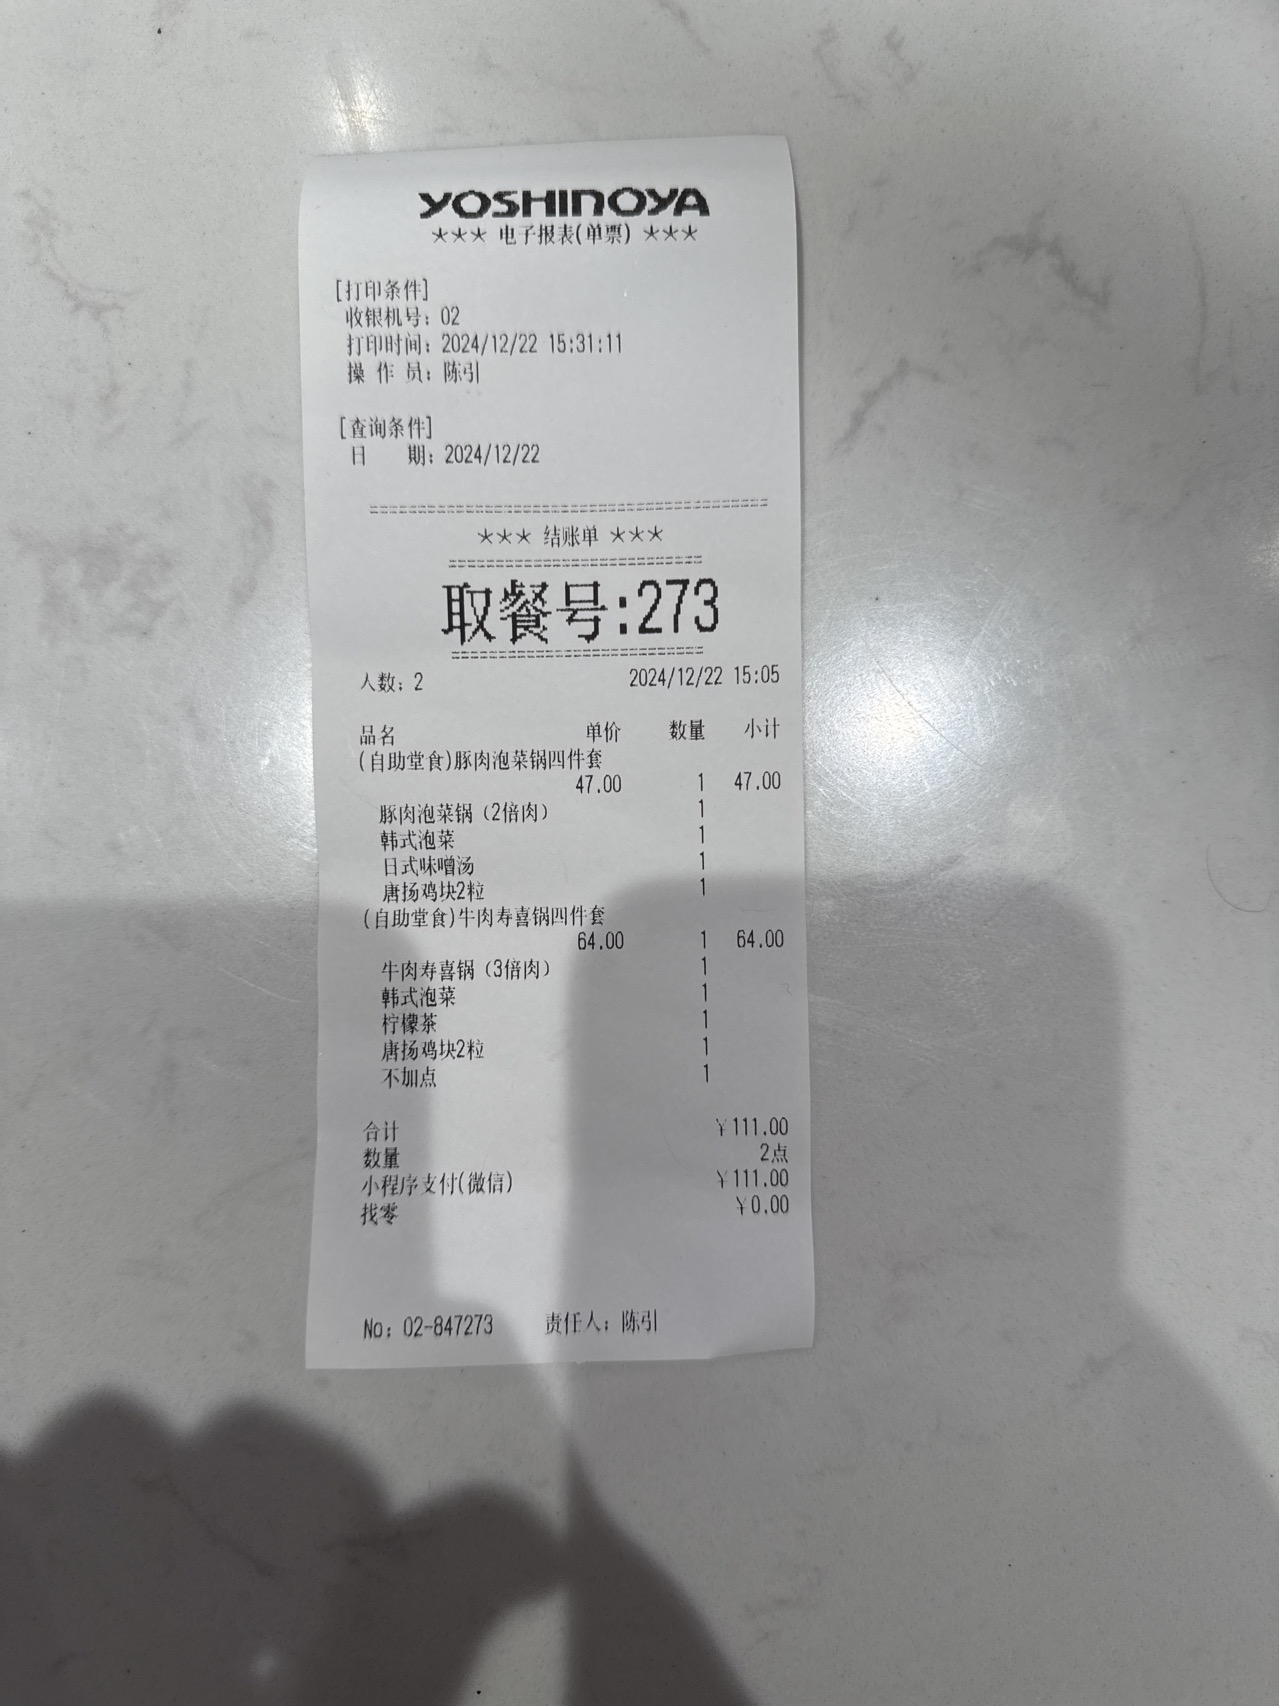 YOSHINOYA
*** 电子报表(单票) ***
[打印条件]
收银机号: 02
打印时间: 2024/12/22 15:31:11
操 作 员: 陈引
[查询条件]
日 期: 2024/12/22
==========================================
*** 结账单 ***
===========================
取餐号:273
===========================
人数: 2 2024/12/22 15:05
品名 单价 数量 小计
(自助堂食)豚肉泡菜锅四件套
47.00 1 47.00
豚肉泡菜锅（2倍肉） 1
韩式泡菜 1
日式味噌汤 1
唐扬鸡块2粒 1
(自助堂食)牛肉寿喜锅四件套
64.00 1 64.00
牛肉寿喜锅（3倍肉） 1
韩式泡菜 1
柠檬茶 1
唐扬鸡块2粒 1
不加点 1
合计 ¥111.00
数量 2点
小程序支付(微信) ¥111.00
找零 ¥0.00
No: 02-847273 责任人: 陈引